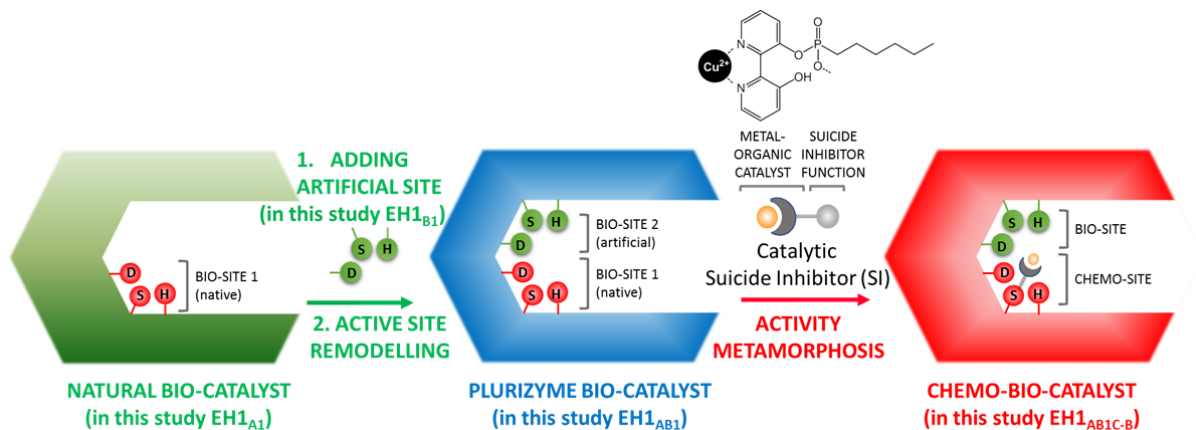 N
O
O
P
Cu²⁺
O
N
OH
METAL-
ORGANIC
CATALYST
SUICIDE
INHIBITOR
FUNCTION
1. ADDING
ARTIFICIAL SITE
(in this study EH1B1)
S H
D
2. ACTIVE SITE
REMODELLING
D
S H
BIO-SITE 1
(native)
S H
D
BIO-SITE 2
(artificial)
D
S H
BIO-SITE 1
(native)
Catalytic
Suicide Inhibitor (SI)
ACTIVITY
METAMORPHOSIS
S H
D
BIO-SITE
D
S H
CHEMO-SITE
NATURAL BIO-CATALYST
(in this study EH1A1)
PLURIZYME BIO-CATALYST
(in this study EH1AB1)
CHEMO-BIO-CATALYST
(in this study EH1AB1C-B)